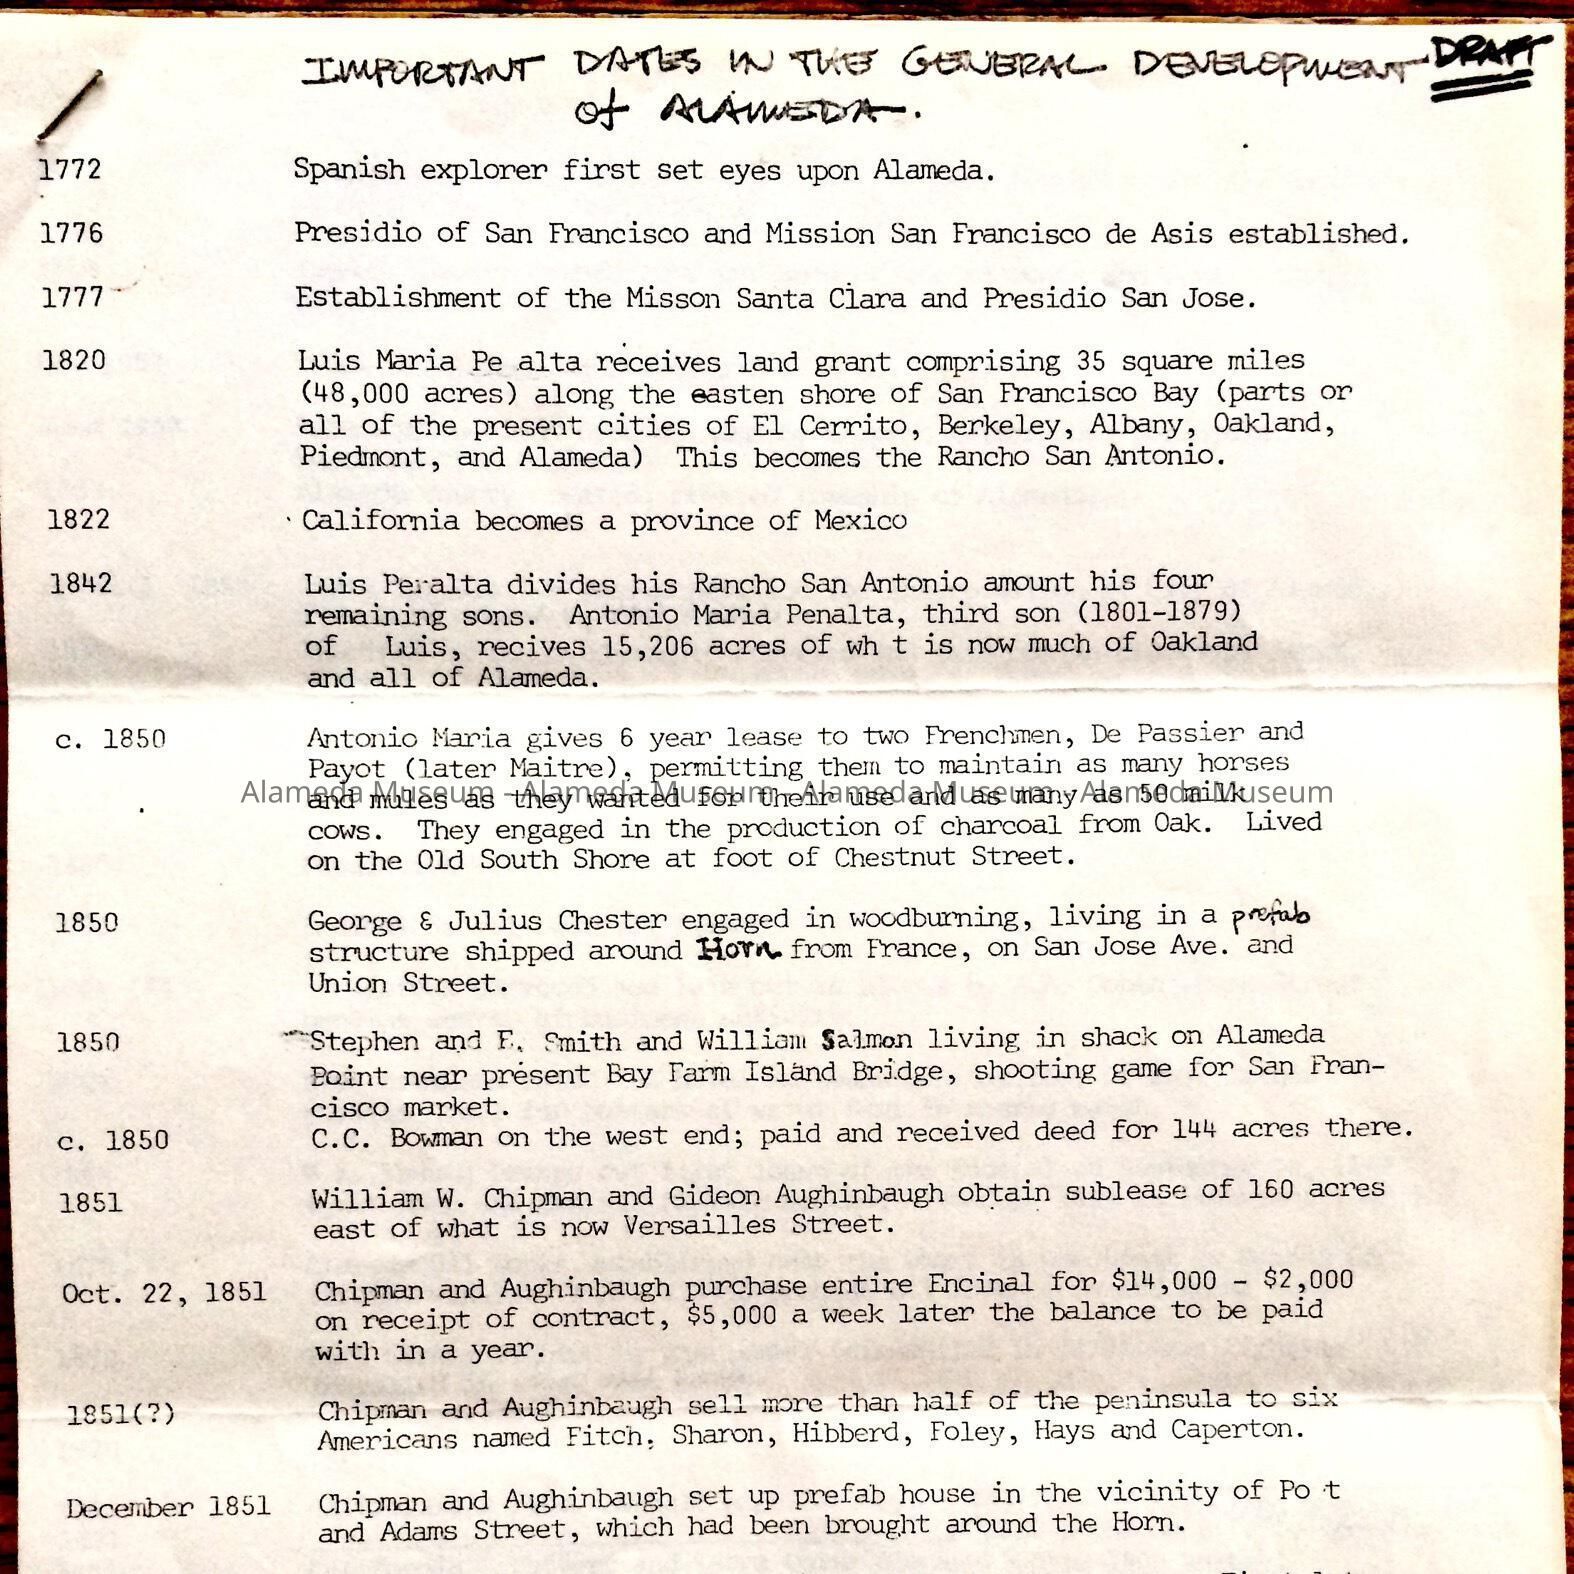 IMPORTANT DATES IN THE GENERAL DEVELOPMENT DRAFT
of ALAMEDA.
1772 Spanish explorer first set eyes upon Alameda.
1776 Presidio of San Francisco and Mission San Francisco de Asis established.
1777 Establishment of the Misson Santa Clara and Presidio San Jose.
1820 Luis Maria Pe alta receives land grant comprising 35 square miles
(48,000 acres) along the easten shore of San Francisco Bay (parts or
all of the present cities of El Cerrito, Berkeley, Albany, Oakland,
Piedmont, and Alameda) This becomes the Rancho San Antonio.
1822 California becomes a province of Mexico
1842 Luis Peralta divides his Rancho San Antonio amount his four
remaining sons. Antonio Maria Penalta, third son (1801-1879)
of Luis, recives 15,206 acres of wh t is now much of Oakland
and all of Alameda.
c. 1850 Antonio Maria gives 6 year lease to two Frenchmen, De Passier and
Payot (later Maitre), permitting them to maintain as many horses
Alameda Museum - Alameda Museum - Alameda Museum - Alameda Museum
and mules as they wanted for their use and as many as 50 milk
cows. They engaged in the production of charcoal from Oak. Lived
on the Old South Shore at foot of Chestnut Street.
1850 George & Julius Chester engaged in woodburning, living in a prefab
structure shipped around Horn from France, on San Jose Ave. and
Union Street.
1850 Stephen and F. Smith and William Salmon living in shack on Alameda
Point near present Bay Farm Island Bridge, shooting game for San Fran-
cisco market.
c. 1850 C.C. Bowman on the west end; paid and received deed for 144 acres there.
1851 William W. Chipman and Gideon Aughinbaugh obtain sublease of 160 acres
east of what is now Versailles Street.
Oct. 22, 1851 Chipman and Aughinbaugh purchase entire Encinal for $14,000 - $2,000
on receipt of contract, $5,000 a week later the balance to be paid
with in a year.
1851(?) Chipman and Aughinbaugh sell more than half of the peninsula to six
Americans named Fitch, Sharon, Hibberd, Foley, Hays and Caperton.
December 1851 Chipman and Aughinbaugh set up prefab house in the vicinity of Po t
and Adams Street, which had been brought around the Horn.